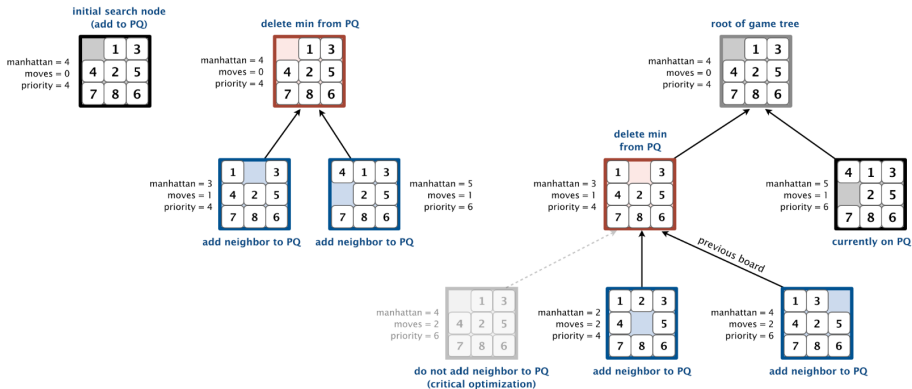 initial search node
(add to PQ)
manhattan = 4
moves = 0
priority = 4
1 3
4 2 5
7 8 6
delete min from PQ
manhattan = 4
moves = 0
priority = 4
1 3
4 2 5
7 8 6
manhattan = 3
moves = 1
priority = 4
1 3
4 2 5
7 8 6
add neighbor to PQ
4 1 3
2 5
7 8 6
manhattan = 5
moves = 1
priority = 6
add neighbor to PQ
root of game tree
manhattan = 4
moves = 0
priority = 4
1 3
4 2 5
7 8 6
delete min
from PQ
manhattan = 3
moves = 1
priority = 4
1 3
4 2 5
7 8 6
manhattan = 5
moves = 1
priority = 6
4 1 3
2 5
7 8 6
currently on PQ
previous board
manhattan = 4
moves = 2
priority = 6
1 3
4 2 5
7 8 6
do not add neighbor to PQ
(critical optimization)
manhattan = 2
moves = 2
priority = 4
1 2 3
4 5
7 8 6
add neighbor to PQ
manhattan = 4
moves = 2
priority = 6
1 3
4 2 5
7 8 6
add neighbor to PQ